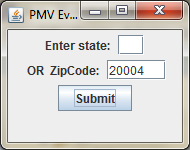 PMV Ev...
Enter state:
OR ZipCode: 20004
Submit